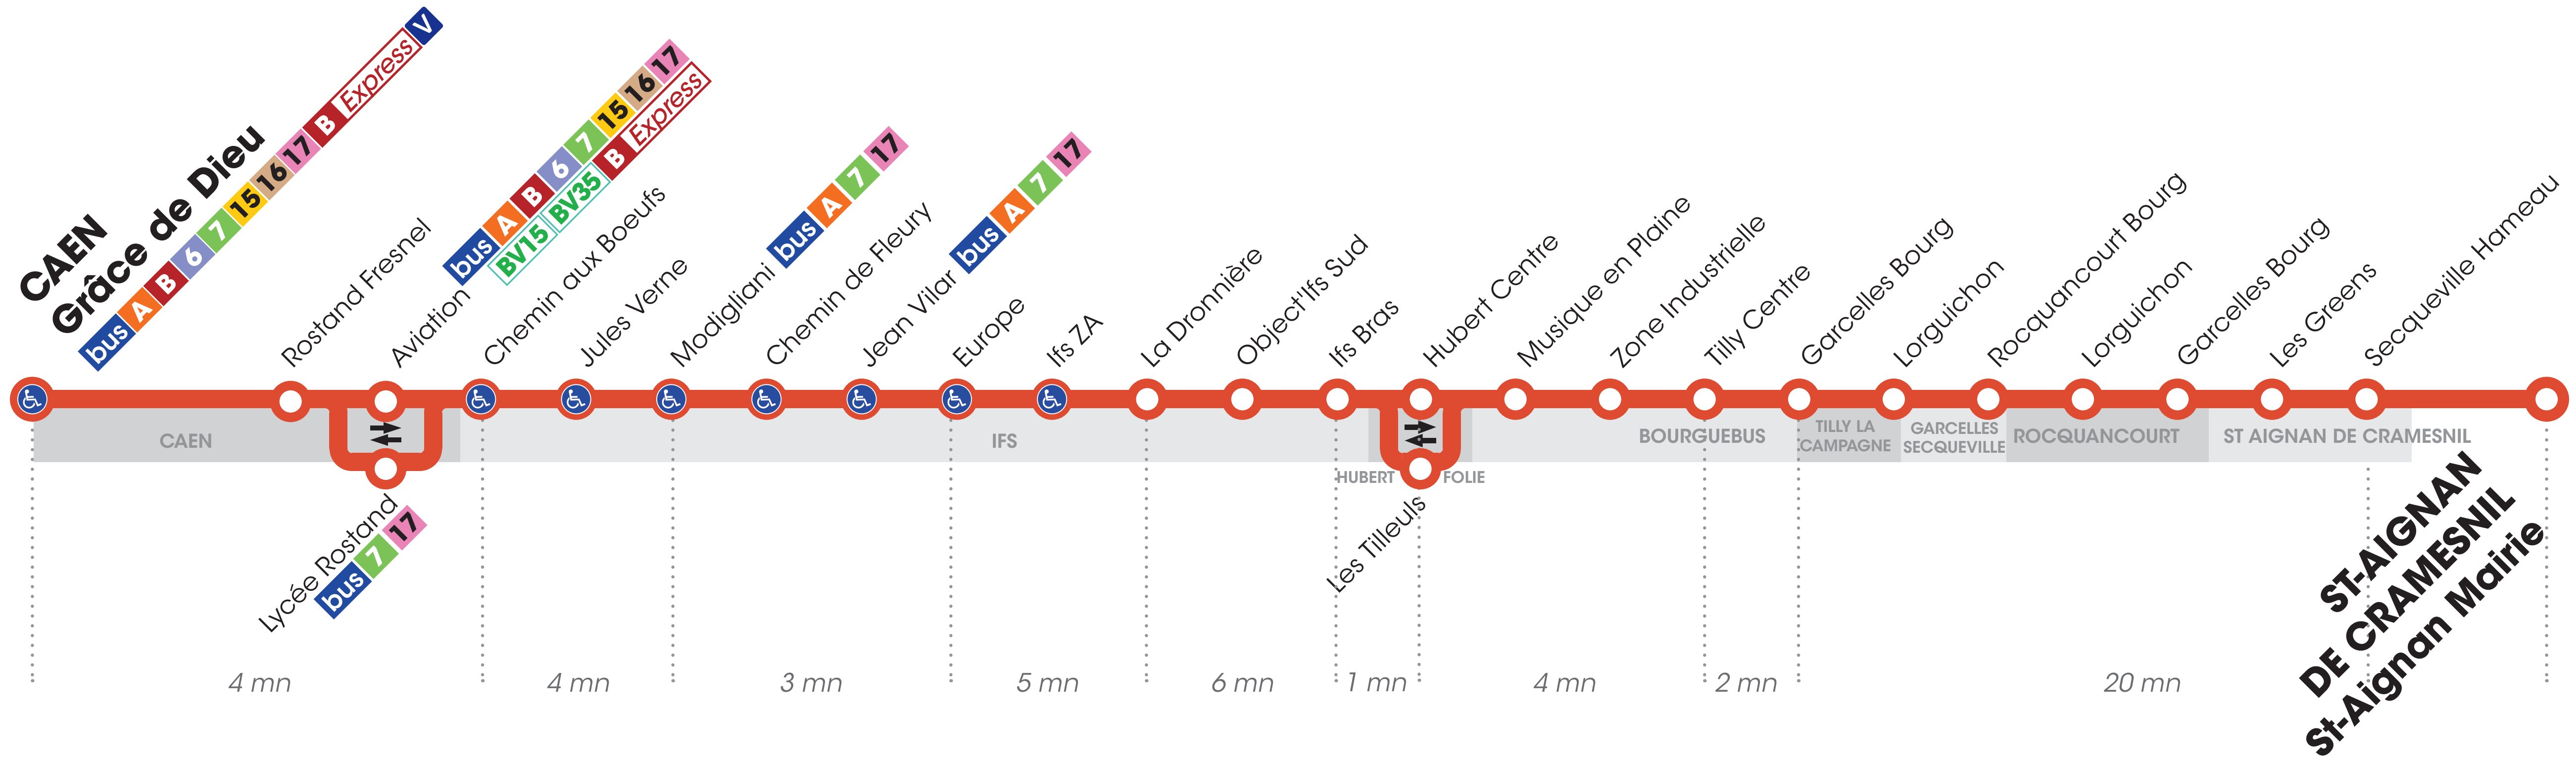 CAEN
Grâce de Dieu
bus A B 6 7 15 16 17 B Express V
Rostand Fresnel
Aviation
bus A B 6 7 15 16 17
BV15 BV35 B Express
Chemin aux Boeufs
Jules Verne
Modigliani bus A 7 17
Chemin de Fleury
Jean Vilar bus A 7 17
Europe
Ifs ZA
La Dronnière
Object'Ifs Sud
Ifs Bras
Hubert Centre
Musique en Plaine
Zone Industrielle
Tilly Centre
Garcelles Bourg
Lorguichon
Rocquancourt Bourg
Lorguichon
Garcelles Bourg
Les Greens
Secqueville Hameau
CAEN
IFS
HUBERT FOLIE
BOURGUEBUS
TILLY LA
CAMPAGNE
GARCELLES
SECQUEVILLE
ROCQUANCOURT
ST AIGNAN DE CRAMESNIL
Lycée Rostand
bus 7 17
Les Tilleuls
ST-AIGNAN
DE CRAMESNIL
St-Aignan Mairie
4 mn
4 mn
3 mn
5 mn
6 mn
1 mn
4 mn
2 mn
20 mn